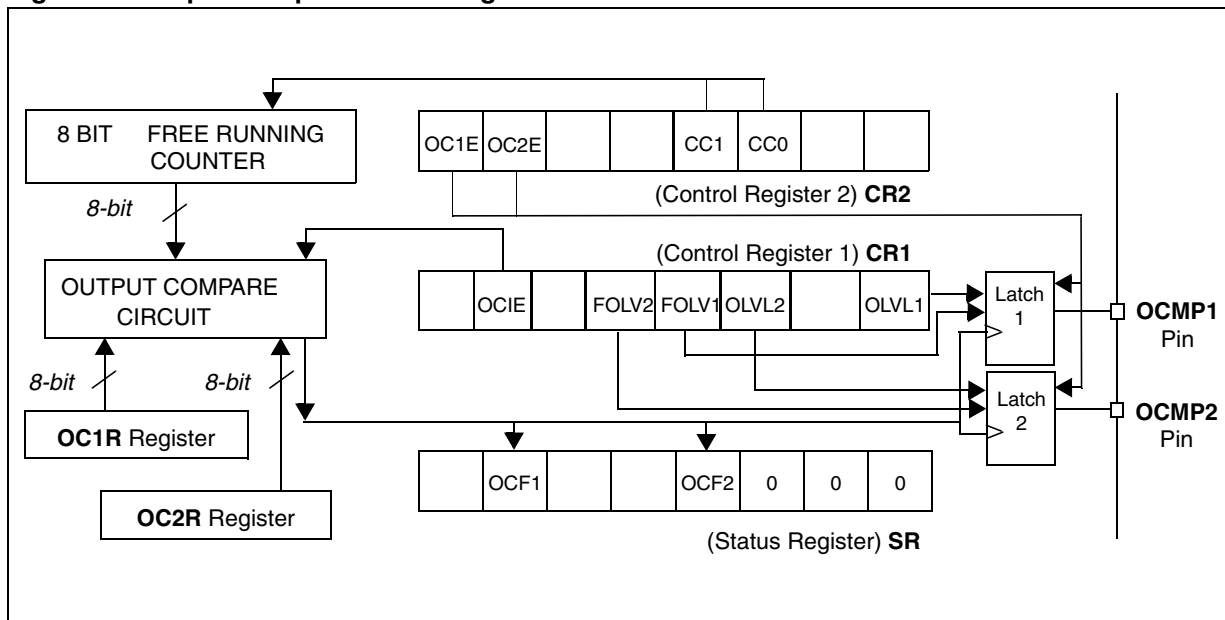 8 BIT FREE RUNNING
COUNTER
OC1E OC2E CC1 CC0
(Control Register 2) CR2
8-bit
(Control Register 1) CR1
OUTPUT COMPARE
CIRCUIT
OCIE FOLV2 FOLV1 OLVL2 OLVL1
Latch
1
OCMP1
Pin
8-bit 8-bit
Latch
2
OCMP2
Pin
OC1R Register
OCF1 OCF2 0 0 0
OC2R Register
(Status Register) SR